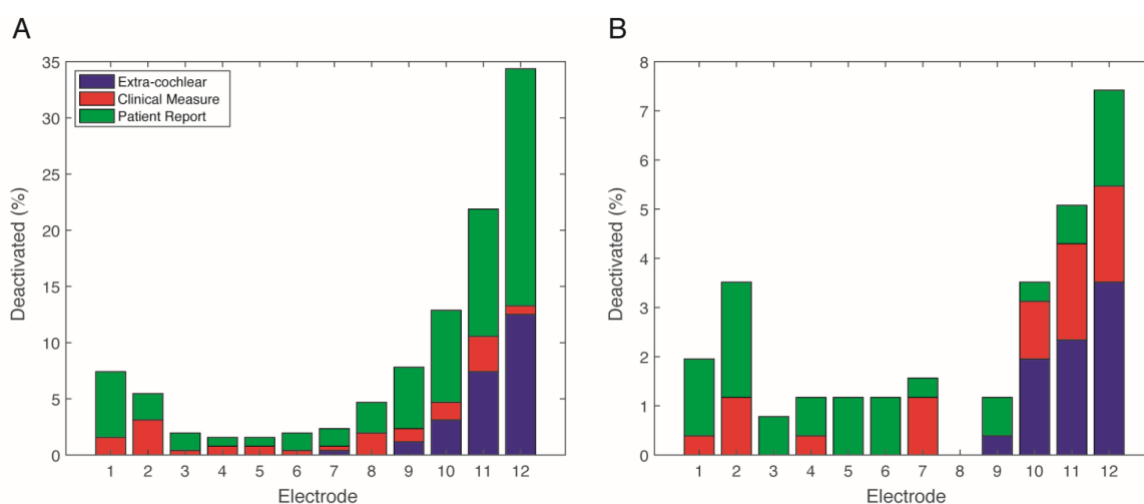 A
35
30
25
20
15
10
5
0
Deactivated (%)
Extra-cochlear
Clinical Measure
Patient Report
1 2 3 4 5 6 7 8 9 10 11 12
Electrode
B
8
7
6
5
4
3
2
1
0
Deactivated (%)
1 2 3 4 5 6 7 8 9 10 11 12
Electrode